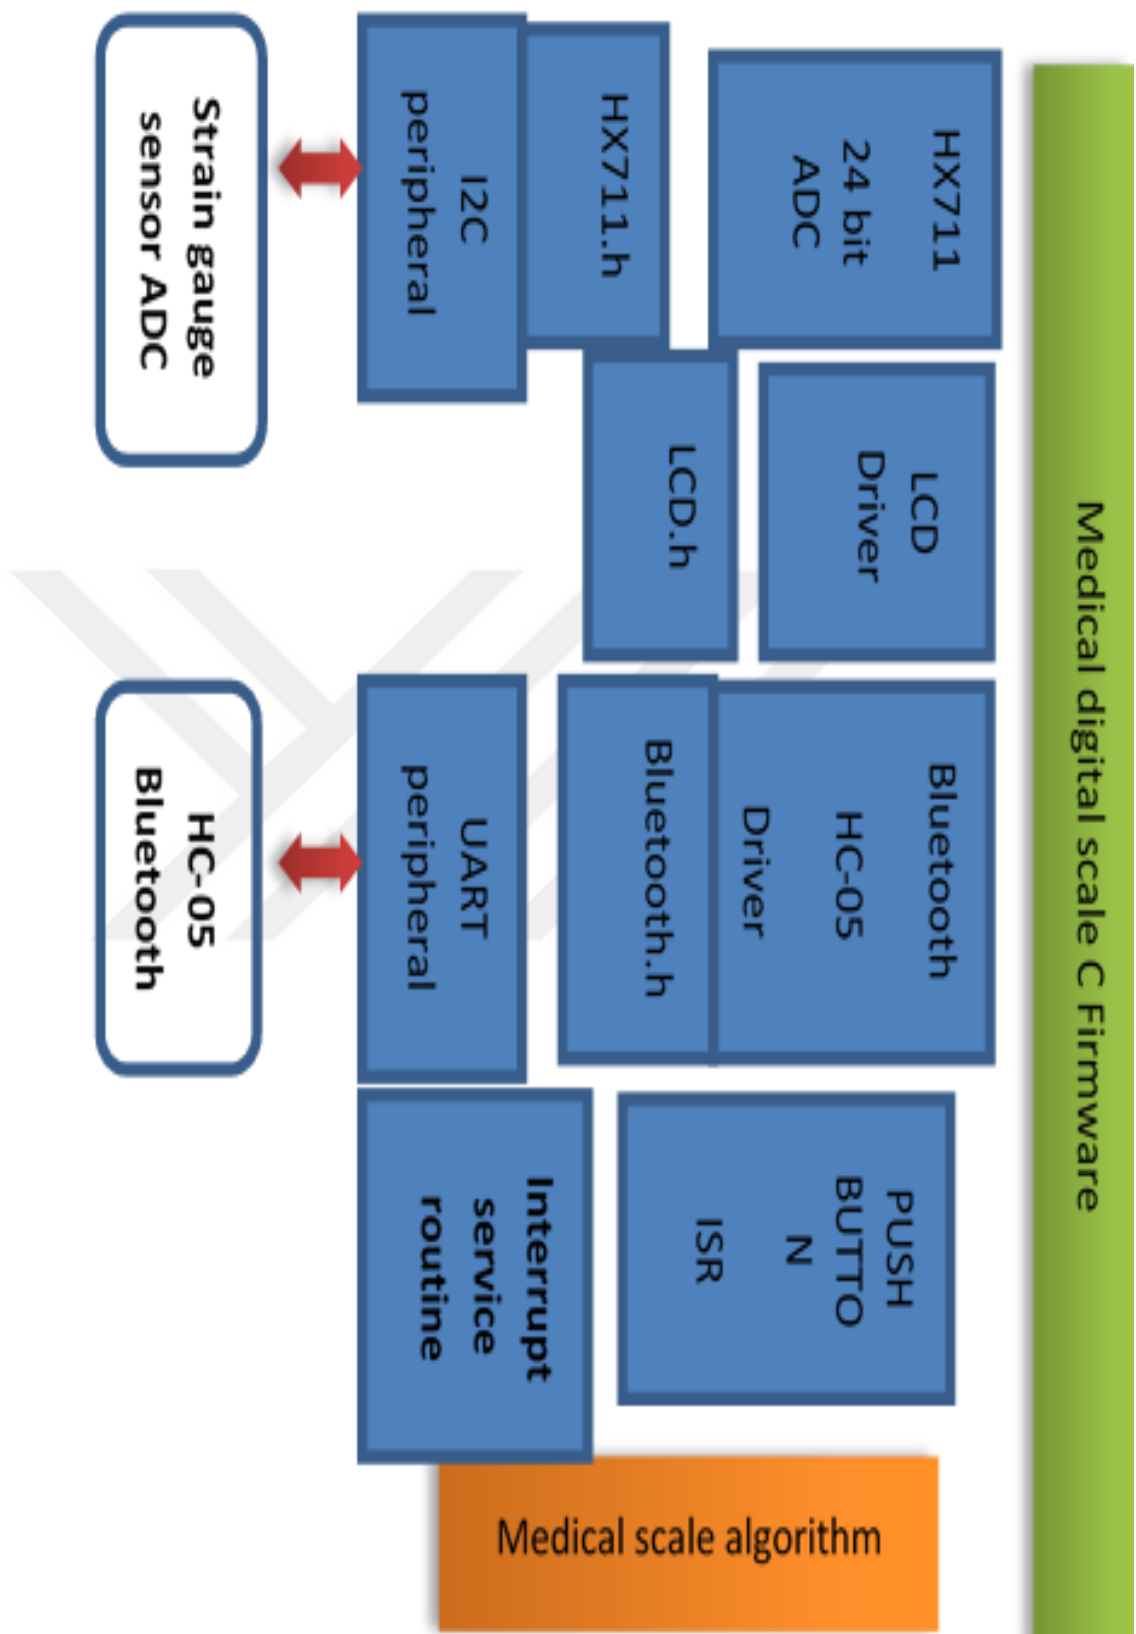 Medical digital scale C Firmware
HX711
24 bit
ADC
LCD
Driver
Bluetooth
HC-05
Driver
PUSH
BUTTO
N
ISR
HX711.h
LCD.h
Bluetooth.h
I2C
peripheral
UART
peripheral
Interrupt
service
routine
Medical scale algorithm
Strain gauge
sensor ADC
HC-05
Bluetooth